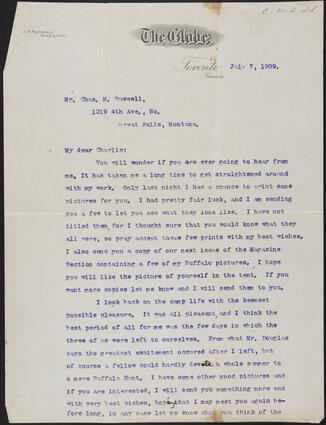 C.11.2 dd
J. A. Macdonald
Managing Editor
The Globe
Toronto
Canada
July 7, 1909.
Mr. Chas. M. Russell,
1219 4th Ave., No.
Great Falls, Montana.
My dear Charlie:
You will wonder if you are ever going to hear from
me. It has taken me a long time to get straightened around
with my work. Only last night I had a chance to print some
pictures for you. I had pretty fair luck, and I am sending
you a few to let you see what they look like. I have not
titled them for I thought sure that you would know what they
all were, so pray accept these few prints with my best wishes.
I also send you a copy of our next issue of the Magazine
Section containing a few of my Buffalo pictures. I hope
you will like the picture of yourself in the tent. If you
want more copies let me know and I will send them to you.
I look back on the camp life with the keenest
possible pleasure. It was all pleasant and I think the
best period of all for me was the few days in which the
three of us were left to ourselves. From what Mr. Douglas
says the greatest excitement occured after I left, but
of course a fellow could hardly devote a whole summer to
a mere Buffalo Hunt. I have some other good pictures and
if you are interested, I will send you something more and
with very best wishes, hoping that I may meet you again be-
fore long, in any case let me know what you think of the